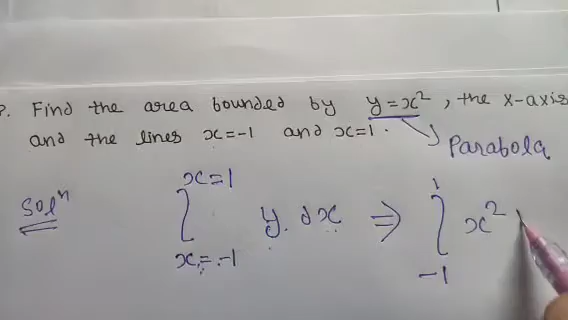 ?. Find the area bounded by y=x², the x-axis
and the lines x=-1 and x=1.
Parabola
Solⁿ ∫_{x=-1}^{x=1} y.dx ⇒ ∫_{-1}^{1} x²